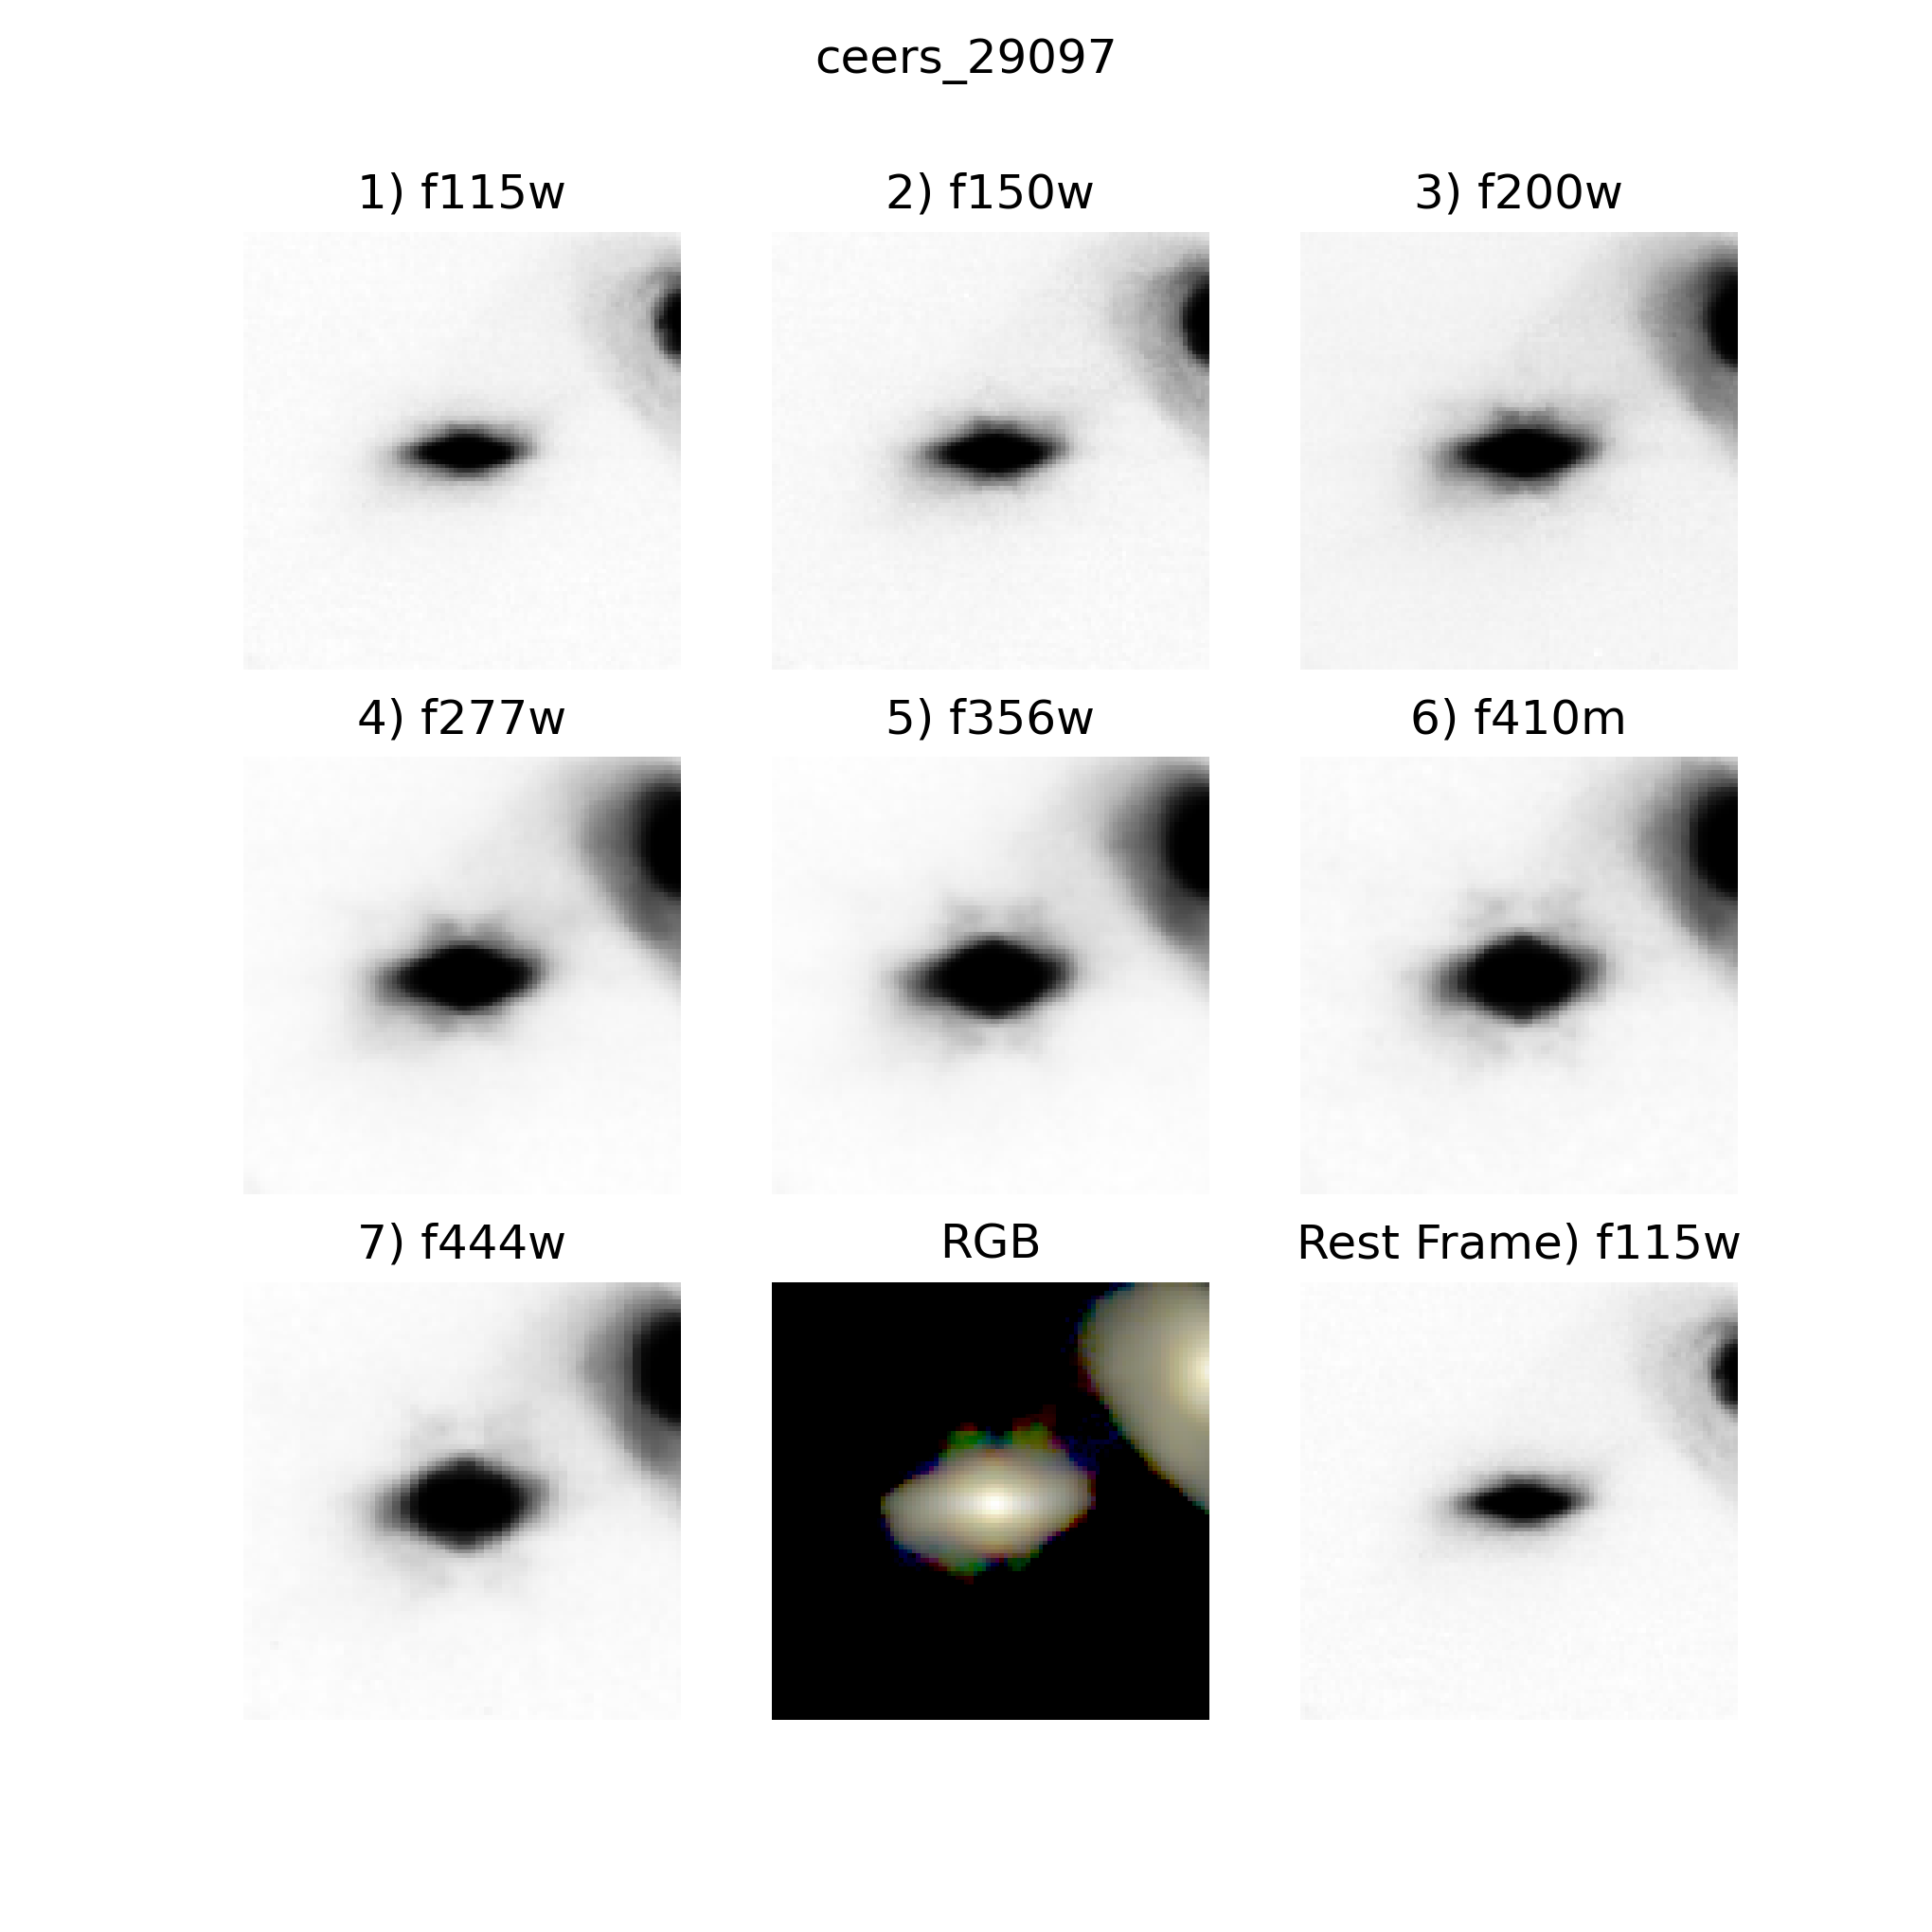 ceers_29097
1) f115w
2) f150w
3) f200w
4) f277w
5) f356w
6) f410m
7) f444w
RGB
Rest Frame) f115w